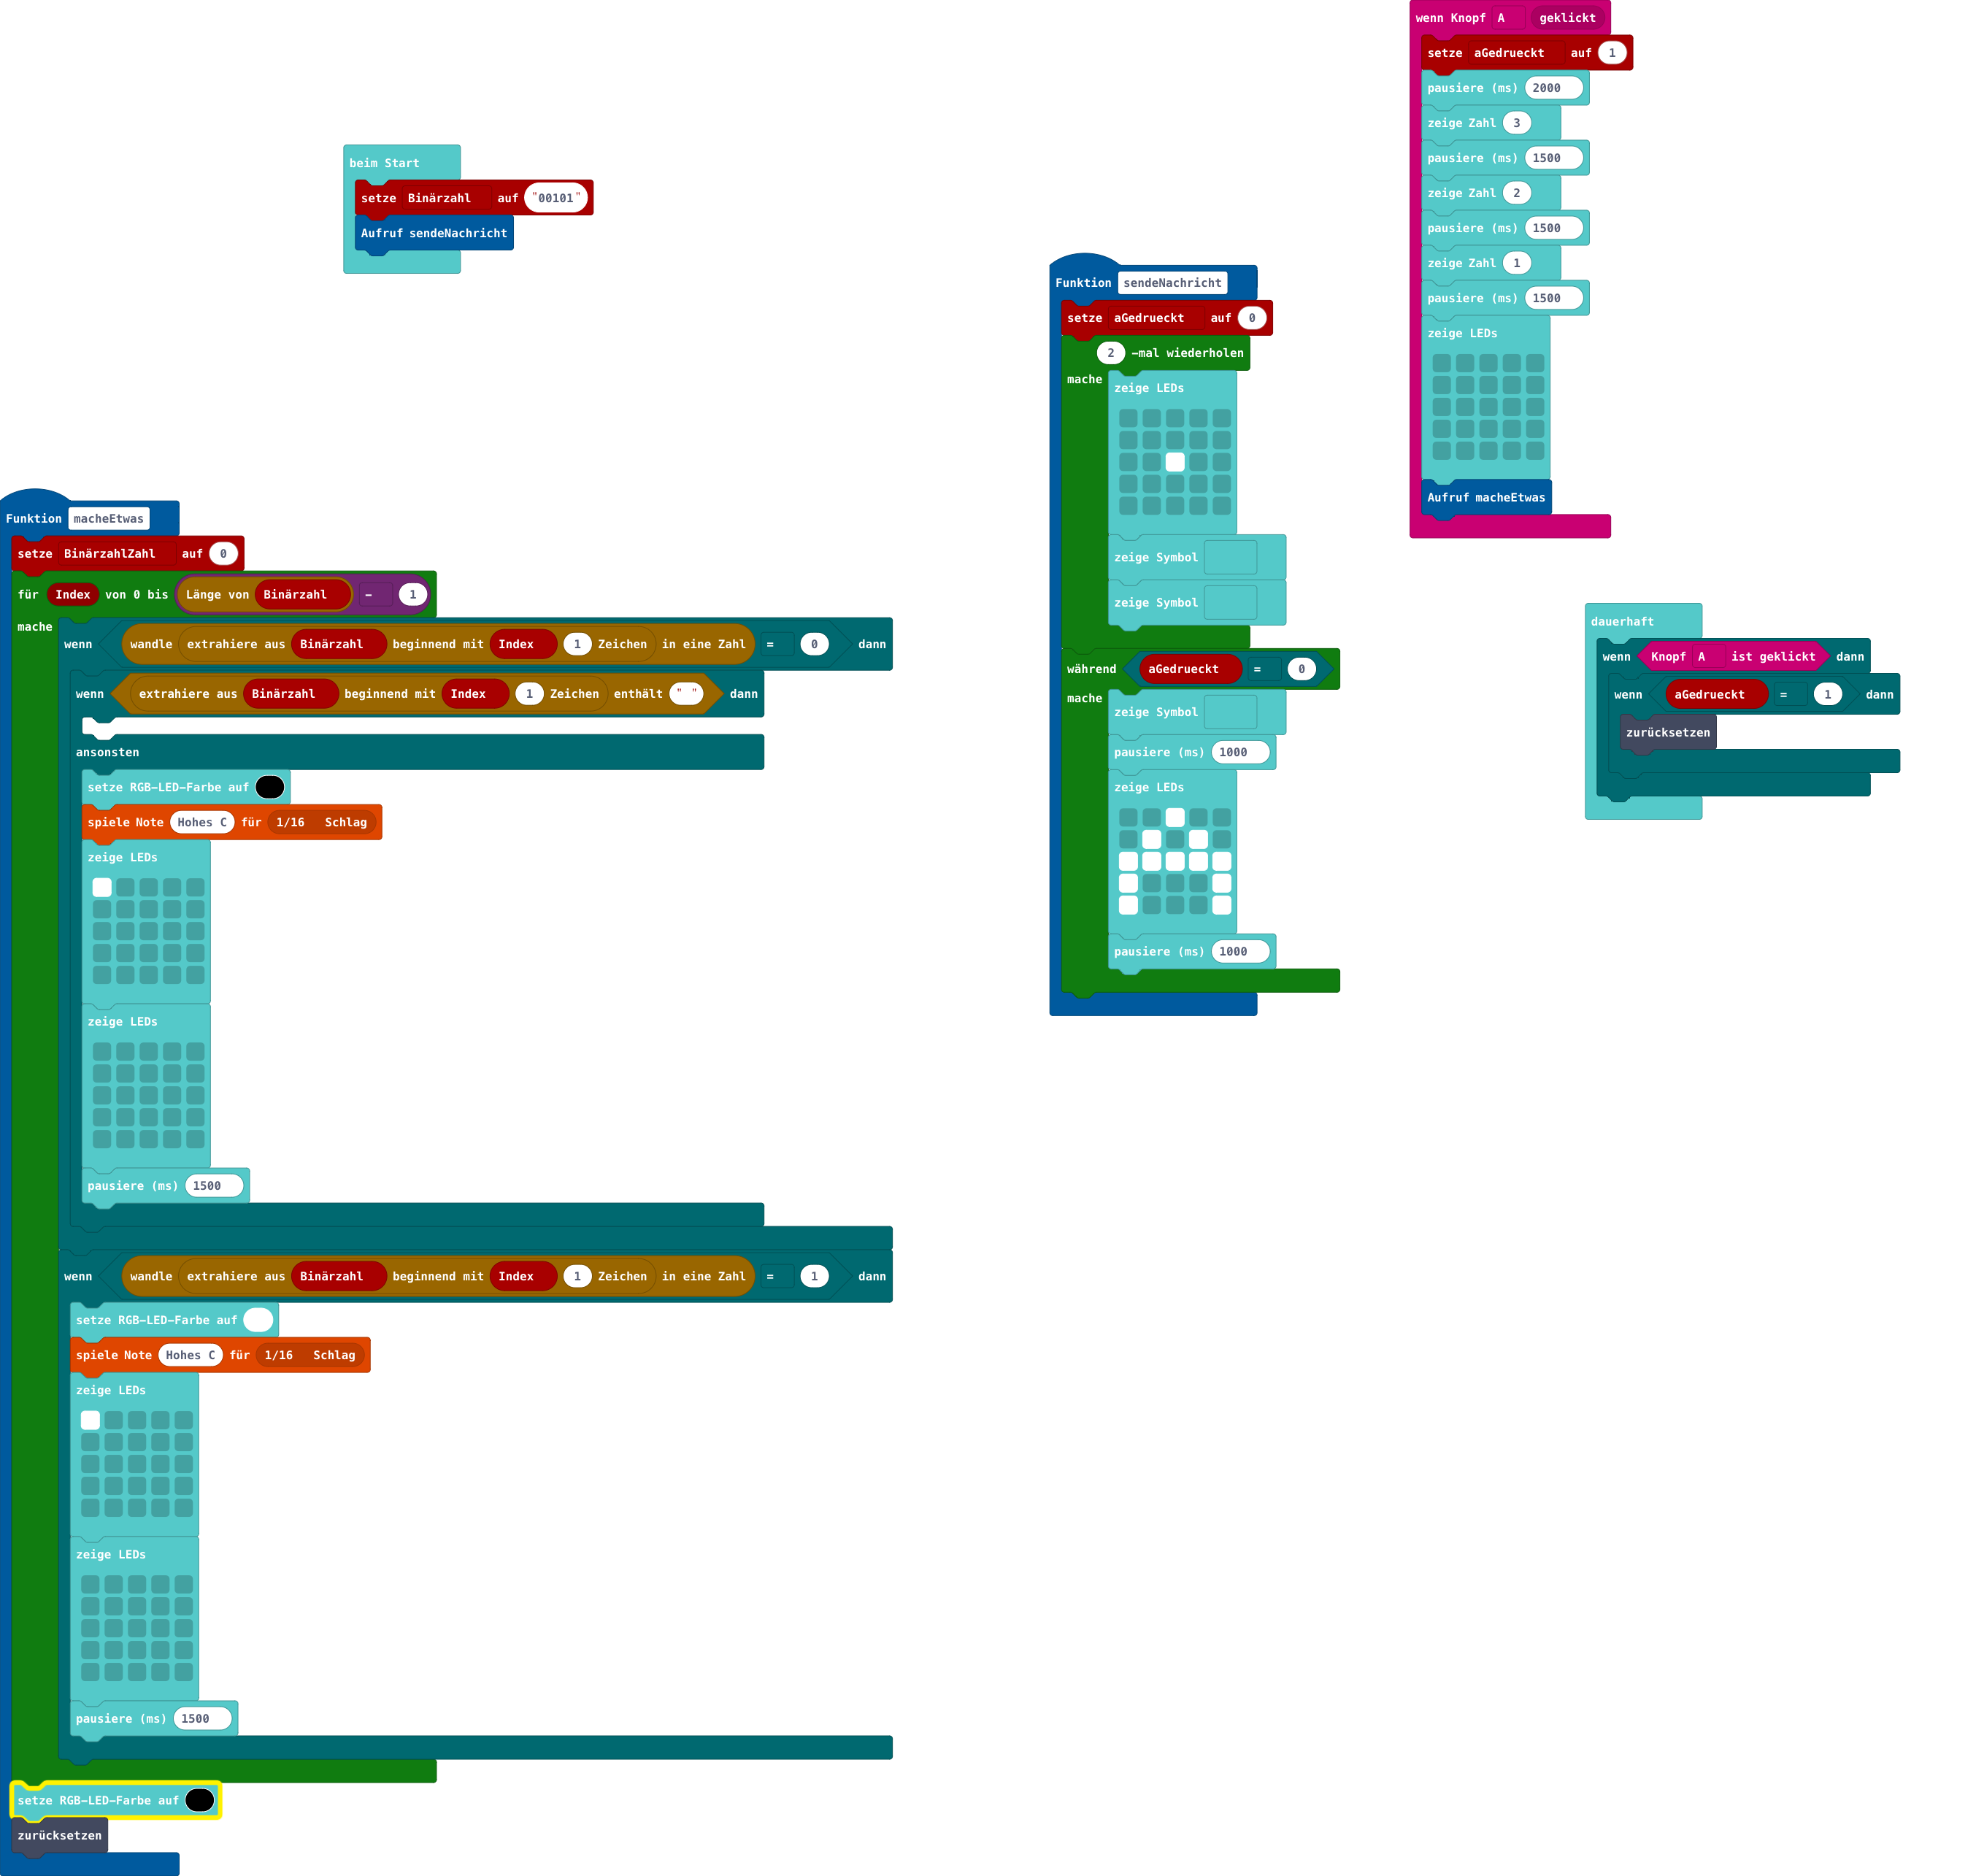 beim Start
setze Binärzahl auf "00101"
Aufruf sendeNachricht
Funktion macheEtwas
setze BinärzahlZahl auf 0
für Index von 0 bis Länge von Binärzahl - 1
mache
wenn wandle extrahiere aus Binärzahl beginnend mit Index 1 Zeichen in eine Zahl = 0 dann
wenn extrahiere aus Binärzahl beginnend mit Index 1 Zeichen enthält " " dann
ansonsten
setze RGB-LED-Farbe auf
spiele Note Hohes C für 1/16 Schlag
zeige LEDs
zeige LEDs
pausiere (ms) 1500
wenn wandle extrahiere aus Binärzahl beginnend mit Index 1 Zeichen in eine Zahl = 1 dann
setze RGB-LED-Farbe auf
spiele Note Hohes C für 1/16 Schlag
zeige LEDs
zeige LEDs
pausiere (ms) 1500
setze RGB-LED-Farbe auf
zurücksetzen
Funktion sendeNachricht
setze aGedrueckt auf 0
2 -mal wiederholen
mache
zeige LEDs
zeige Symbol
zeige Symbol
während aGedrueckt = 0
mache
zeige Symbol
pausiere (ms) 1000
zeige LEDs
pausiere (ms) 1000
wenn Knopf A geklickt
setze aGedrueckt auf 1
pausiere (ms) 2000
zeige Zahl 3
pausiere (ms) 1500
zeige Zahl 2
pausiere (ms) 1500
zeige Zahl 1
pausiere (ms) 1500
zeige LEDs
Aufruf macheEtwas
dauerhaft
wenn Knopf A ist geklickt dann
wenn aGedrueckt = 1 dann
zurücksetzen